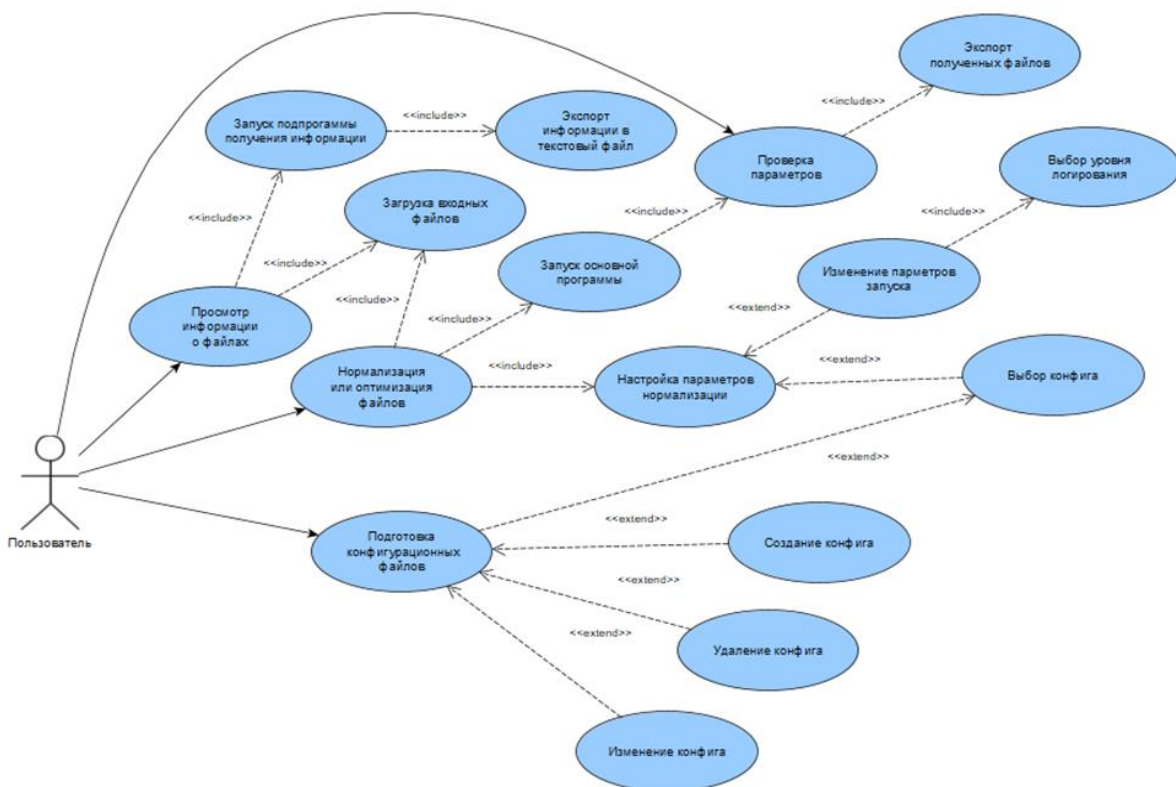 Экспорт
полученных файлов
<<include>>
Запуск подпрогаммы
получения информации
<<include>>
Экспорт
информации в
текстовый файл
Проверка
параметров
Выбор уровня
логирования
<<include>>
Загрузка входных
файлов
<<include>>
<<include>>
<<include>>
Запуск основной
программы
Изменение парметров
запуска
<<include>>
Просмотр
информации
о файлах
<<include>>
<<include>>
<<extend>>
Нормализация
или оптимизация
файлов
<<include>>
Настройка параметров
нормализации
<<extend>>
Выбор конфига
<<extend>>
Пользователь
Подготовка
конфигурационных
файлов
<<extend>>
Создание конфига
<<extend>>
Удаление конфига
<<extend>>
Изменение конфига